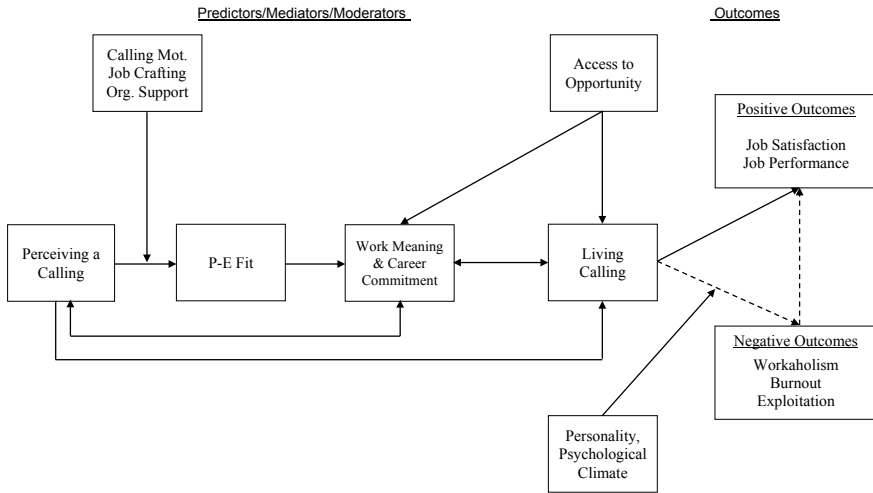 Predictors/Mediators/Moderators
Outcomes
Calling Mot.
Job Crafting
Org. Support
Access to
Opportunity
Positive Outcomes
Job Satisfaction
Job Performance
Perceiving a
Calling
P-E Fit
Work Meaning
& Career
Commitment
Living
Calling
Negative Outcomes
Workaholism
Burnout
Exploitation
Personality,
Psychological
Climate